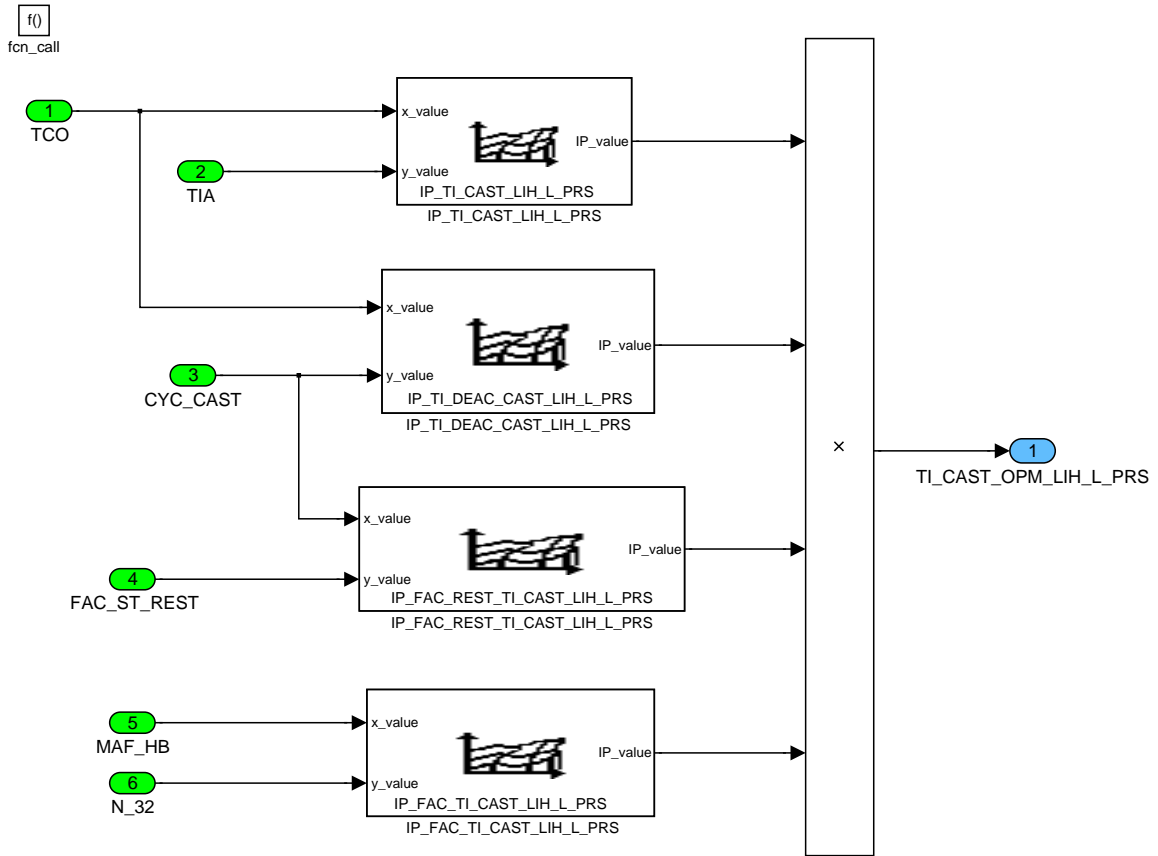 f()
fcn_call
1
TCO
2
TIA
x_value
y_value
IP_value
IP_TI_CAST_LIH_L_PRS
IP_TI_CAST_LIH_L_PRS
3
CYC_CAST
x_value
y_value
IP_value
IP_TI_DEAC_CAST_LIH_L_PRS
IP_TI_DEAC_CAST_LIH_L_PRS
×
1
TI_CAST_OPM_LIH_L_PRS
4
FAC_ST_REST
x_value
y_value
IP_value
IP_FAC_REST_TI_CAST_LIH_L_PRS
IP_FAC_REST_TI_CAST_LIH_L_PRS
5
MAF_HB
6
N_32
x_value
y_value
IP_value
IP_FAC_TI_CAST_LIH_L_PRS
IP_FAC_TI_CAST_LIH_L_PRS